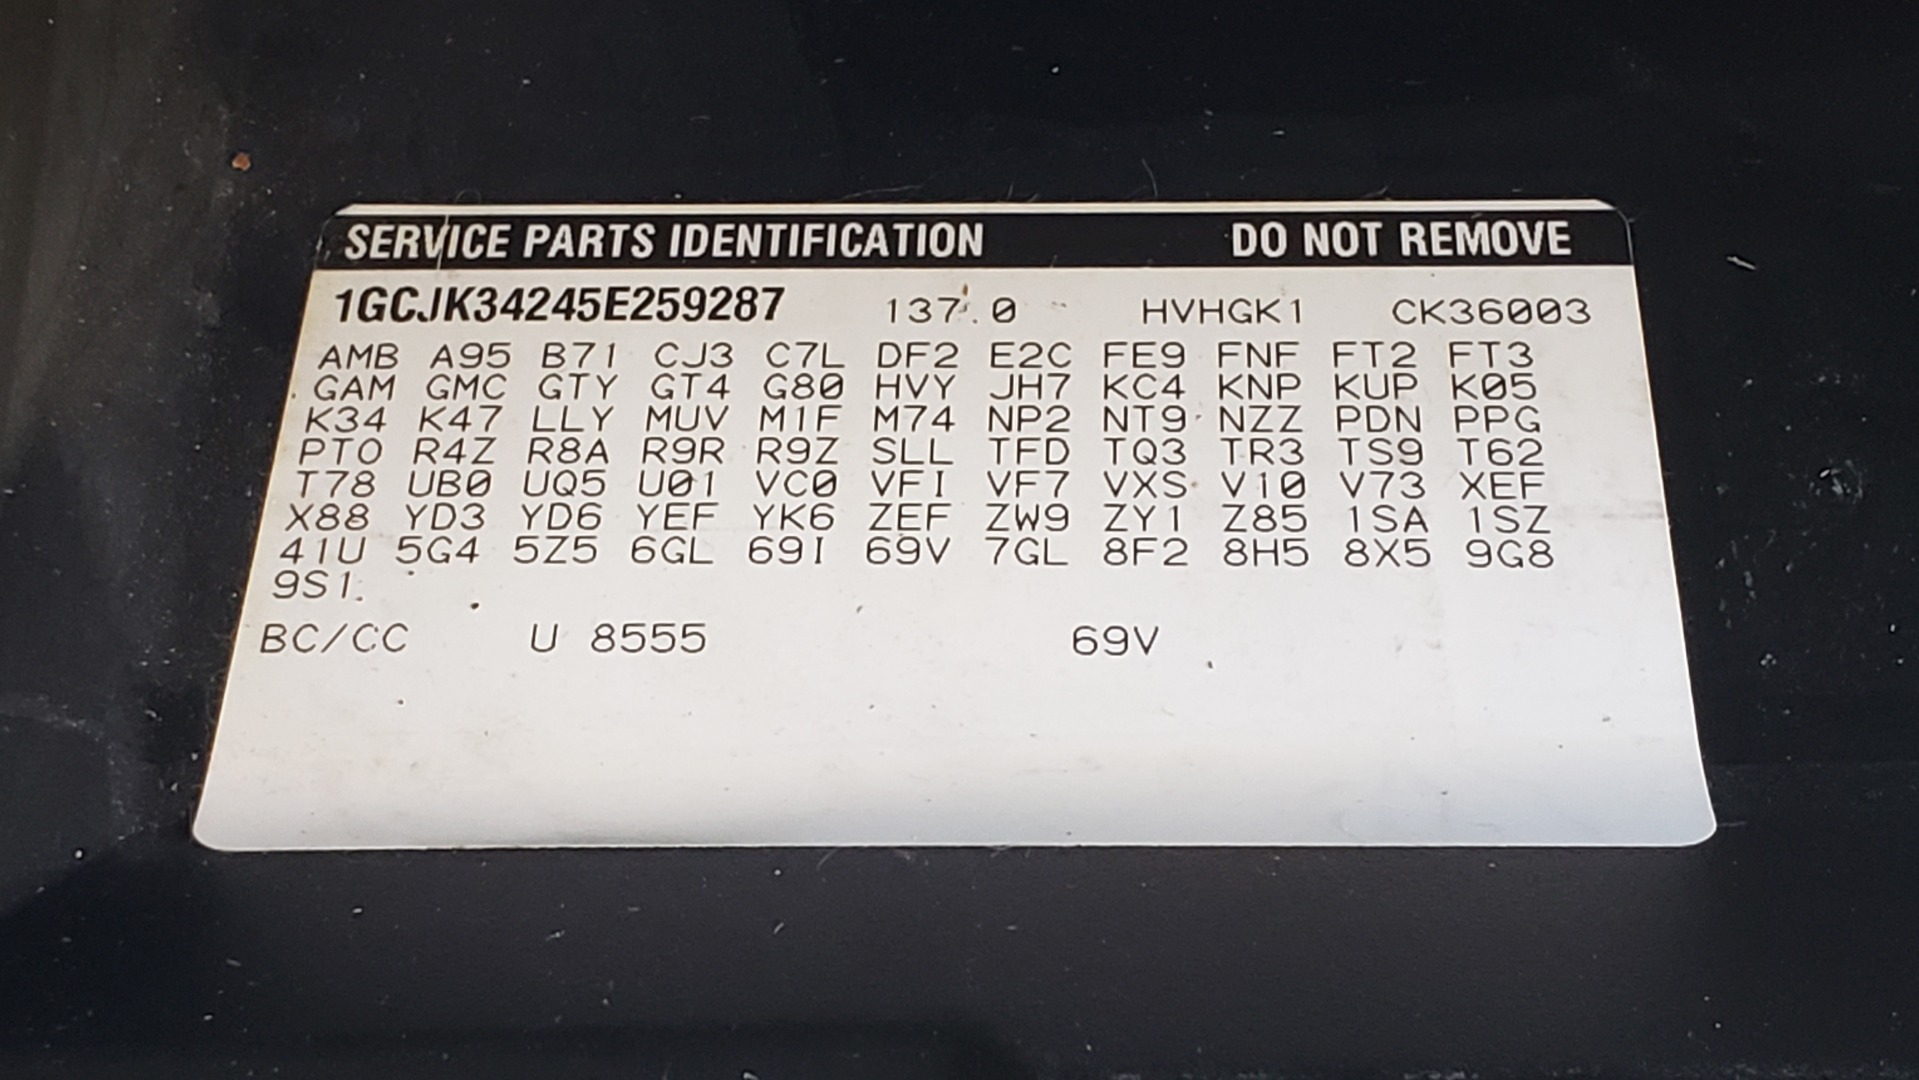 SERVICE PARTS IDENTIFICATION DO NOT REMOVE
1GCJK34245E259287 137.0 HVHGK1 CK36003
AMB A95 B71 CJ3 C7L DF2 E2C FE9 FNF FT2 FT3
GAM GMC GTY GT4 G80 HVY JH7 KC4 KNP KUP K05
K34 K47 LLY MUV M1F M74 NP2 NT9 NZZ PDN PPG
PTO R4Z R8A R9R R9Z SLL TFD TQ3 TR3 TS9 T62
T78 UB0 UQ5 U01 VC0 VFI VF7 VXS V10 V73 XEF
X88 YD3 YD6 YEF YK6 ZEF ZW9 ZY1 Z85 1SA 1SZ
41U 5G4 5Z5 6GL 69I 69V 7GL 8F2 8H5 8X5 9G8
9S1
BC/CC U 8555 69V